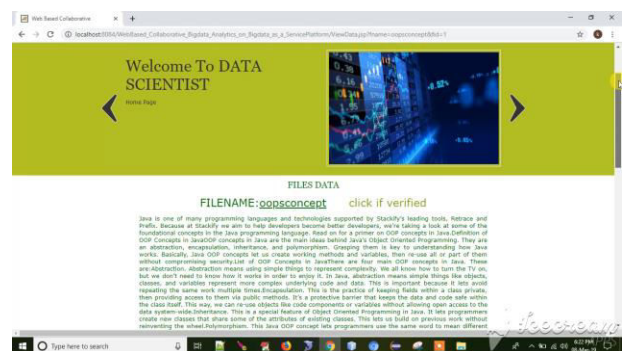 Web Based Collaborative
localhost:8084/WebBased_Collaborative_Bigdata_Analytics_on_Bigdata_as_a_ServicePlatform/ViewData.jsp?fname=oopsconcept&did=1
Welcome To DATA
SCIENTIST
Home Page
FILES DATA
FILENAME:oopsconcept click if verified
Java is one of many programming languages and technologies supported by Stackify's leading tools, Retrace and
Prefix. Because at Stackify we aim to help developers become better developers, we're taking a look at some of the
foundational concepts in the Java programming language. Read on for a primer on OOP concepts in Java.Definition of
OOP Concepts in JavaOOP concepts in Java are the main ideas behind Java's Object Oriented Programming. They are
an abstraction, encapsulation, inheritance, and polymorphism. Grasping them is key to understanding how Java
works. Basically, Java OOP concepts let us create working methods and variables, then re-use all or part of them
without compromising security.List of OOP Concepts in JavaThere are four main OOP concepts in Java. These
are:Abstraction. Abstraction means using simple things to represent complexity. We all know how to turn the TV on,
but we don't need to know how it works in order to enjoy it. In Java, abstraction means simple things like objects,
classes, and variables represent more complex underlying code and data. This is important because it lets avoid
repeating the same work multiple times.Encapsulation. This is the practice of keeping fields within a class private,
then providing access to them via public methods. It's a protective barrier that keeps the data and code safe within
the class itself. This way, we can re-use objects like code components or variables without allowing open access to the
data system-wide.Inheritance. This is a special feature of Object Oriented Programming in Java. It lets programmers
create new classes that share some of the attributes of existing classes. This lets us build on previous work without
reinventing the wheel.Polymorphism. This Java OOP concept lets programmers use the same word to mean different
icecream
Type here to search
6:22 PM